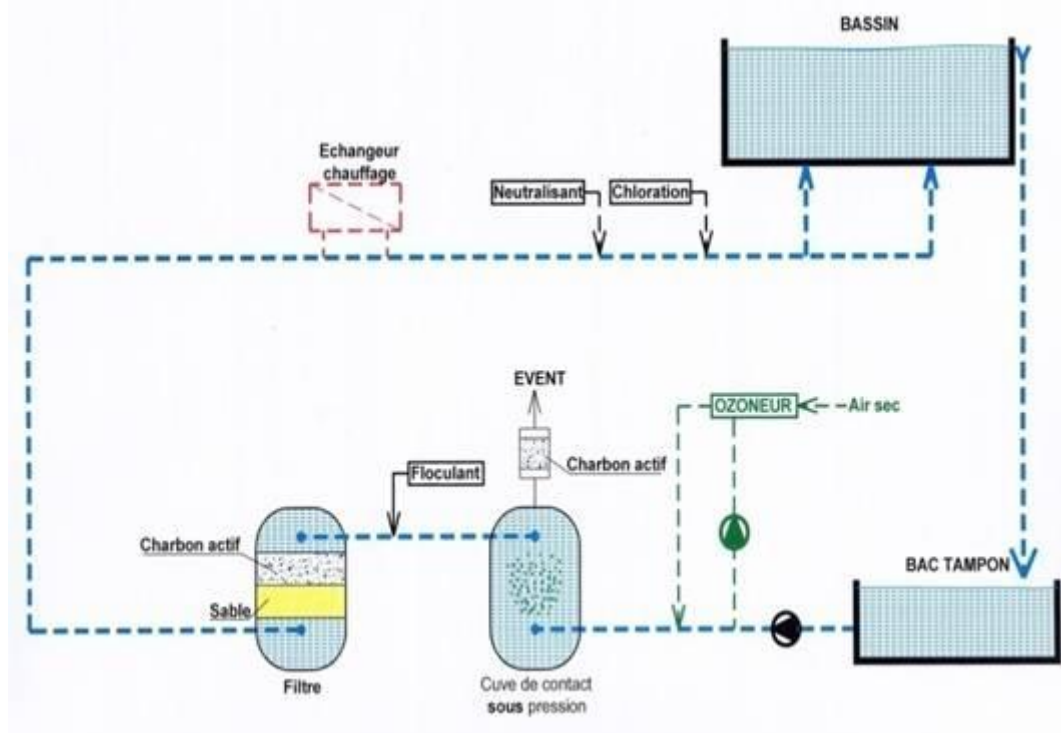 BASSIN
Echangeur
chauffage
Neutralisant
Chloration
EVENT
OZONEUR
Air sec
Charbon actif
Floculant
Charbon actif
BAC TAMPON
Sable
Filtre
Cuve de contact
sous pression